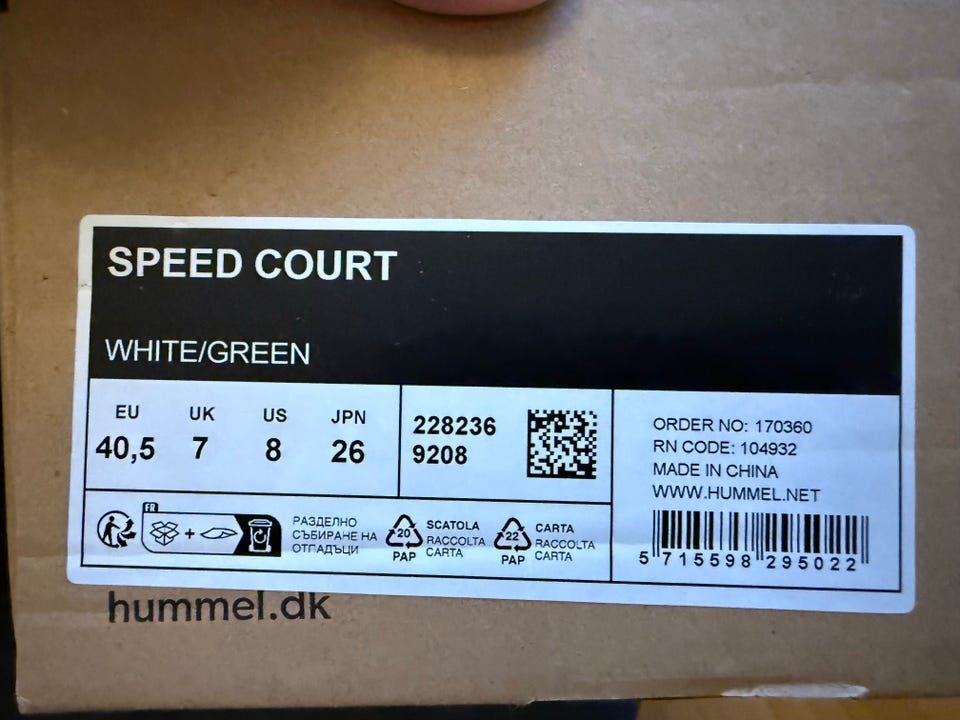 SPEED COURT
WHITE/GREEN
EU UK US JPN
40,5 7 8 26
228236
9208
ORDER NO: 170360
RN CODE: 104932
MADE IN CHINA
WWW.HUMMEL.NET
5 715598 295022
FR
+
РАЗДЕЛНО
СЪБИРАНЕ НА
ОТПАДЪЦИ
20
PAP
SCATOLA
RACCOLTA
CARTA
22
PAP
CARTA
RACCOLTA
CARTA
hummel.dk